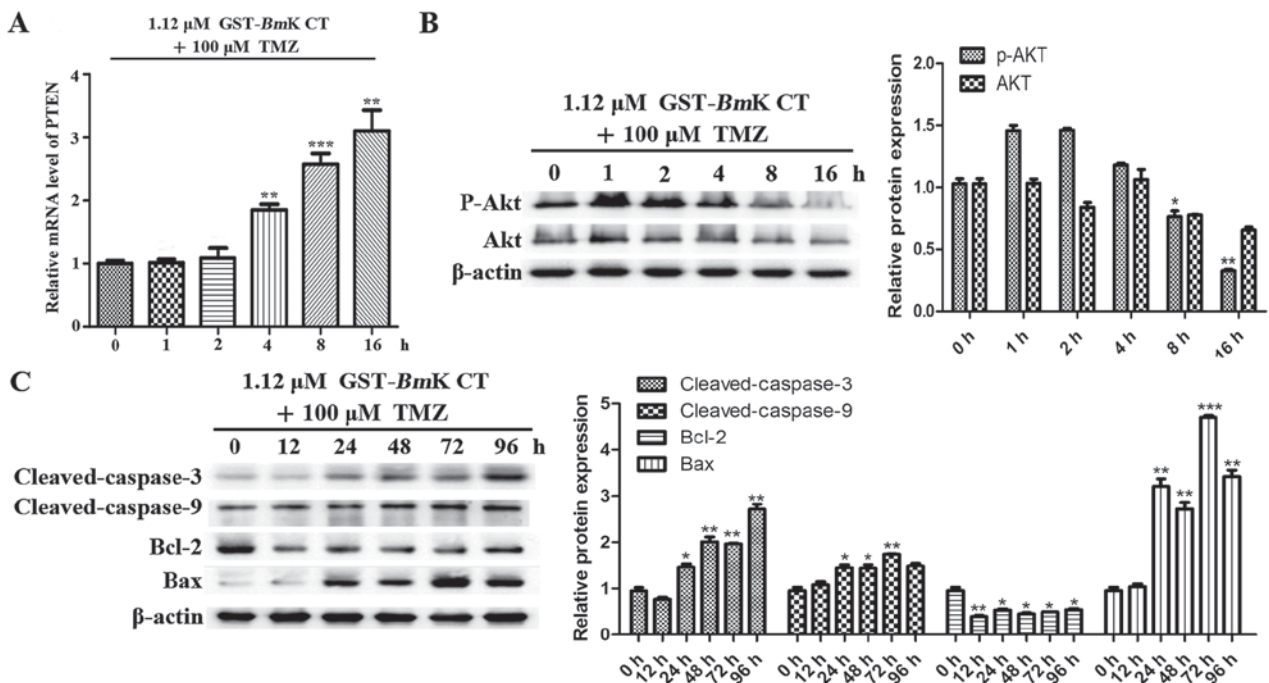 A
1.12 μM GST-BmK CT
+ 100 μM TMZ
Relative mRNA level of PTEN
4
3
2
1
0
**
***
**
0 1 2 4 8 16 h
B
1.12 μM GST-BmK CT
+ 100 μM TMZ
0 1 2 4 8 16 h
P-Akt
Akt
β-actin
p-AKT
AKT
Relative protein expression
2.0
1.5
1.0
0.5
0.0
*
**
0 h 1 h 2 h 4 h 8 h 16 h
C
1.12 μM GST-BmK CT
+ 100 μM TMZ
0 12 24 48 72 96 h
Cleaved-caspase-3
Cleaved-caspase-9
Bcl-2
Bax
β-actin
Cleaved-caspase-3
Cleaved-caspase-9
Bcl-2
Bax
Relative protein expression
5
4
3
2
1
0
* ** ** **
* * **
** * * * *
** ** *** **
0 h 12 h 24 h 48 h 72 h 96 h
0 h 12 h 24 h 48 h 72 h 96 h
0 h 12 h 24 h 48 h 72 h 96 h
0 h 12 h 24 h 48 h 72 h 96 h